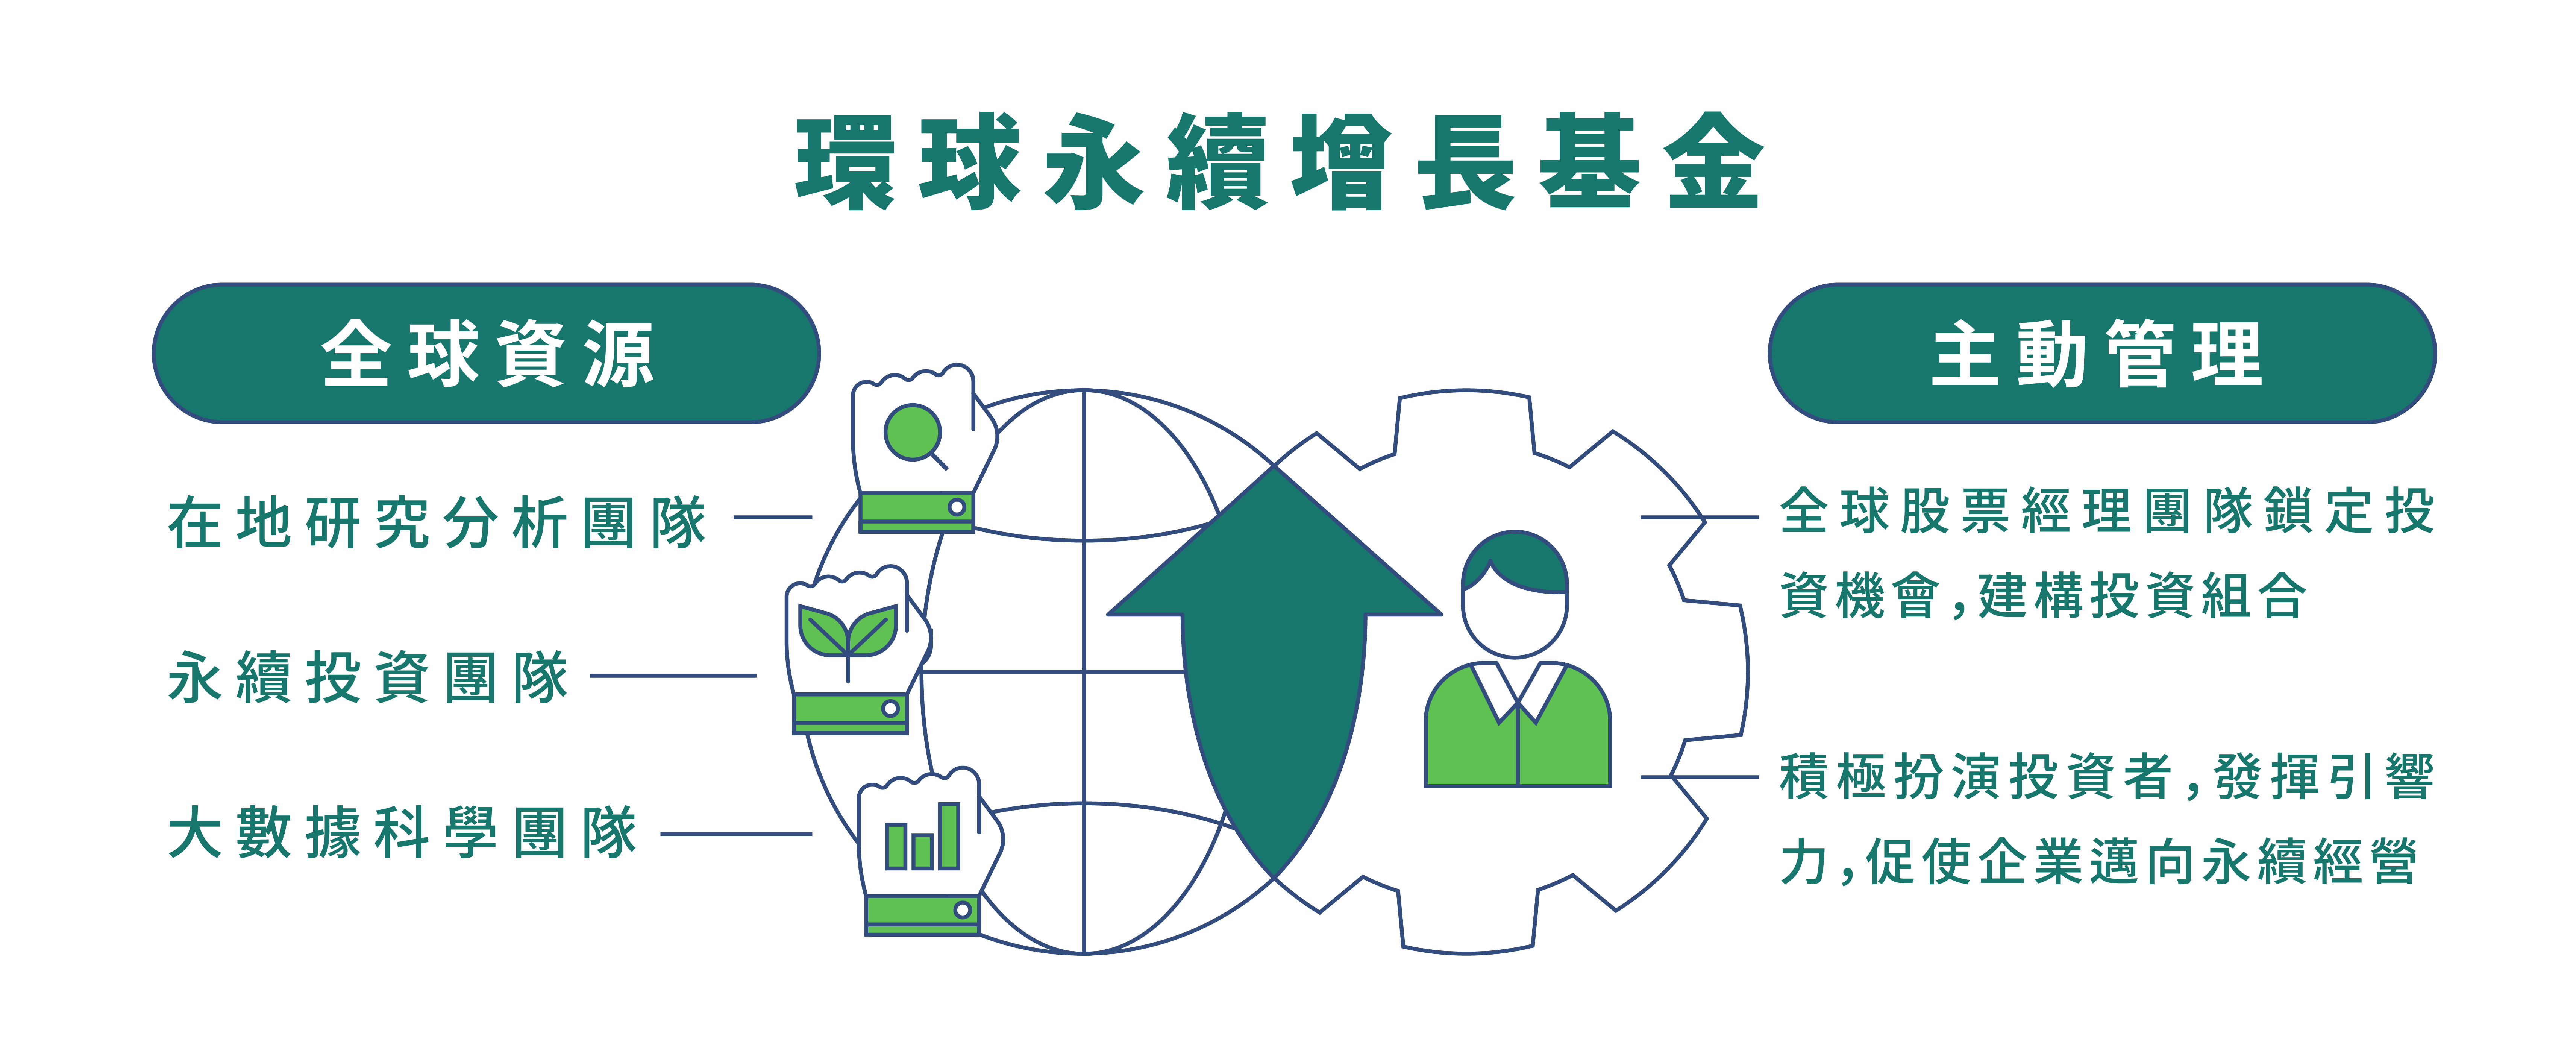 環球永續增長基金
全球資源
在地研究分析團隊
永續投資團隊
大數據科學團隊
主動管理
全球股票經理團隊鎖定投
資機會,建構投資組合
積極扮演投資者,發揮引響
力,促使企業邁向永續經營